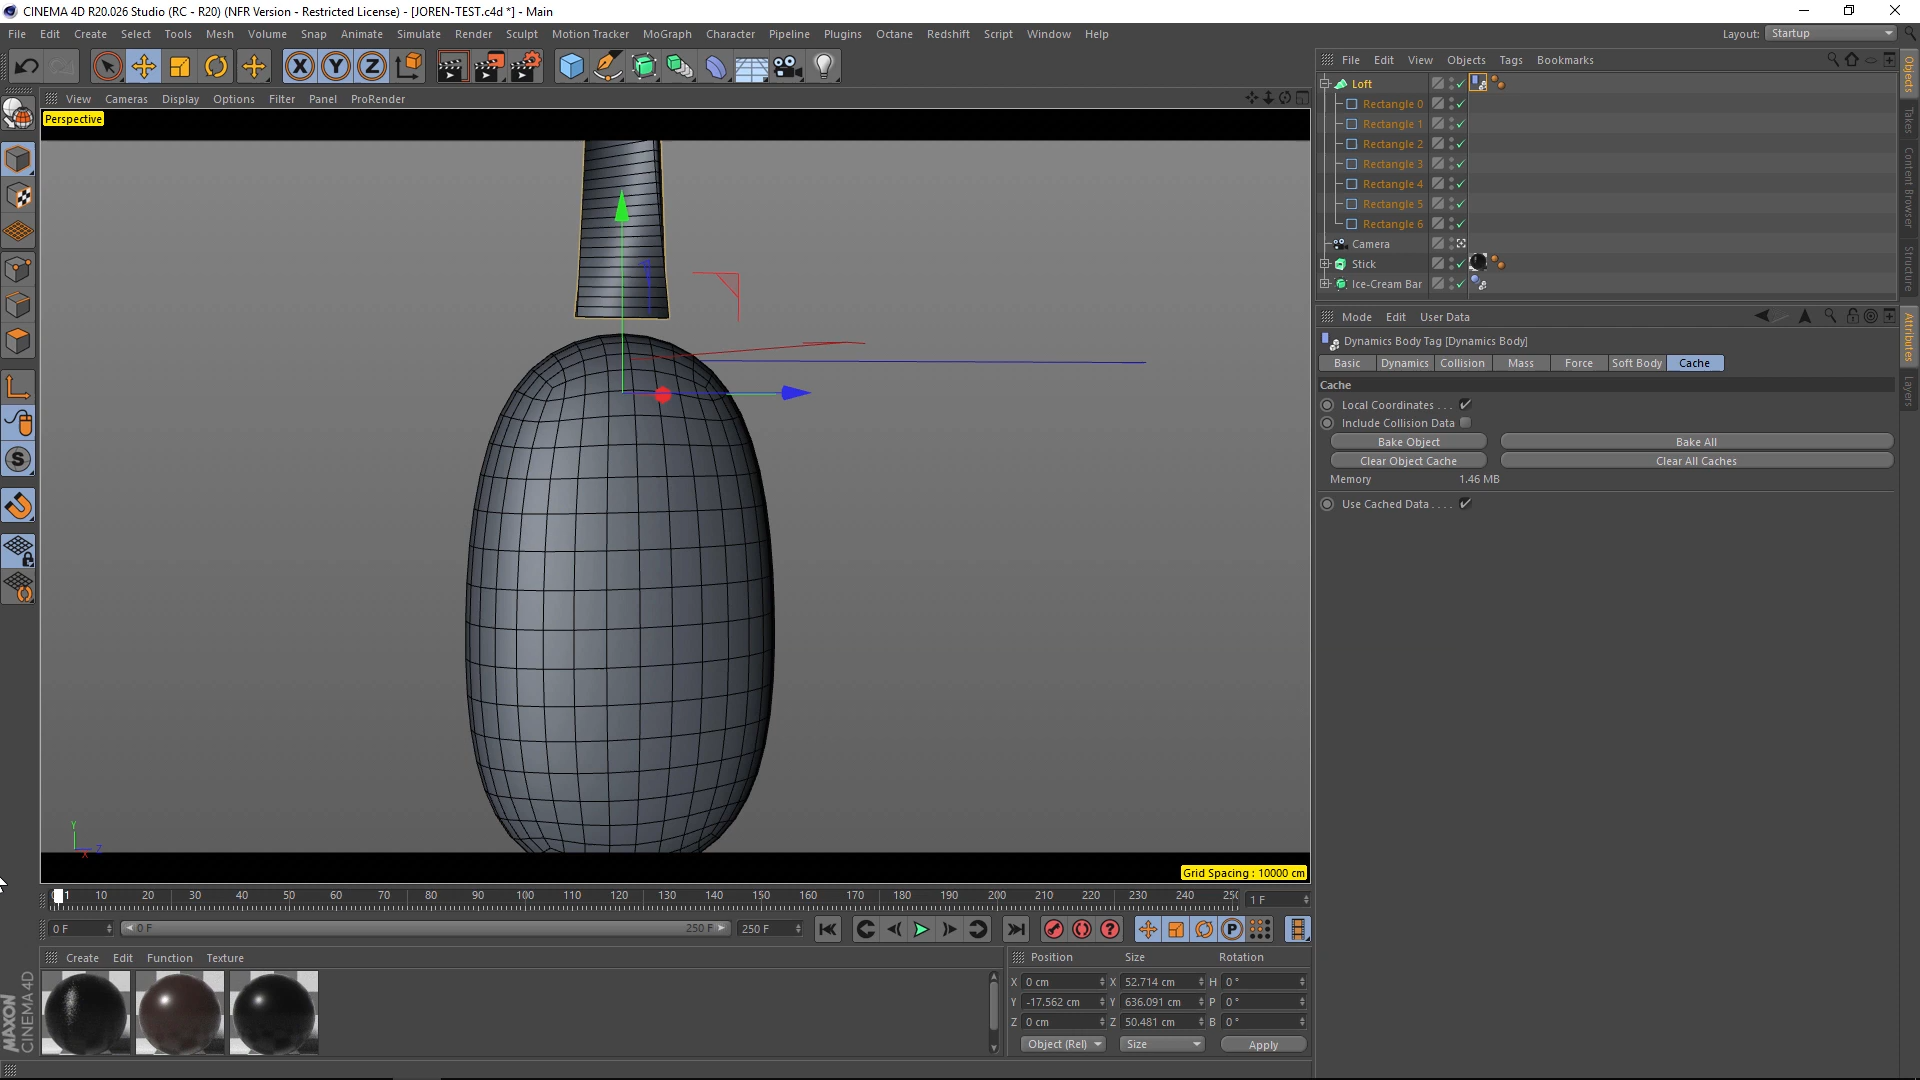 CINEMA 4D R20.026 Studio (RC - R20) (NFR Version - Restricted License) - [JOREN-TEST.c4d *] - Main
File Edit Create Select Tools Mesh Volume Snap Animate Simulate Render Sculpt Motion Tracker MoGraph Character Pipeline Plugins Octane Redshift Script Window Help Layout: Startup
X Y Z
File Edit View Objects Tags Bookmarks
View Cameras Display Options Filter Panel ProRender
Perspective
Loft
Rectangle 0
Rectangle 1
Rectangle 2
Rectangle 3
Rectangle 4
Rectangle 5
Rectangle 6
Camera
Stick
Ice-Cream Bar
Objects
Takes
Content Browser
Structure
Attributes
Layers
Mode Edit User Data
Dynamics Body Tag [Dynamics Body]
Basic Dynamics Collision Mass Force Soft Body Cache
Cache
Local Coordinates . . .
Include Collision Data
Bake Object Bake All
Clear Object Cache Clear All Caches
Memory 1.46 MB
Use Cached Data . . . .
S
Y
Z
X
Grid Spacing : 10000 cm
1 10 20 30 40 50 60 70 80 90 100 110 120 130 140 150 160 170 180 190 200 210 220 230 240 250 1 F
0 F 0 F 250 F 250 F P
Create Edit Function Texture
Position Size Rotation
X 0 cm X 52.714 cm H 0 °
Y -17.562 cm Y 636.091 cm P 0 °
Z 0 cm Z 50.481 cm B 0 °
Object (Rel) Size Apply
MAXON
CINEMA 4D